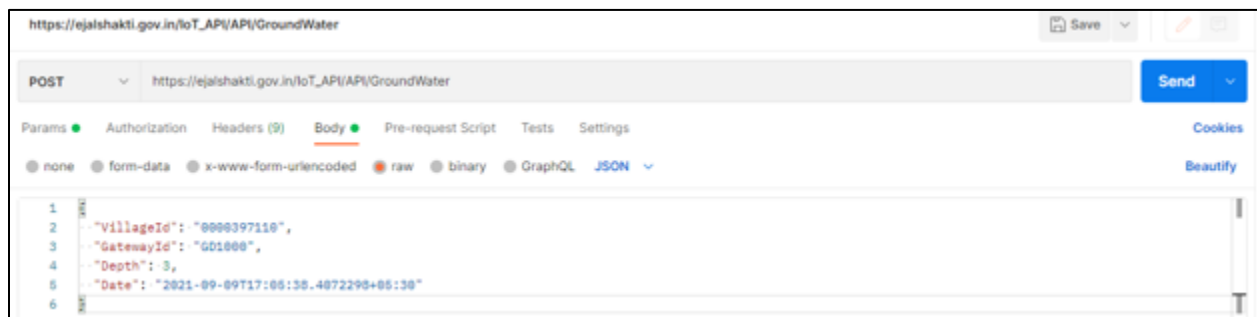 https://ejalshakti.gov.in/IoT_API/API/GroundWater
Save
POST https://ejalshakti.gov.in/IoT_API/API/GroundWater Send
Params Authorization Headers (9) Body Pre-request Script Tests Settings Cookies
none form-data x-www-form-urlencoded raw binary GraphQL JSON Beautify
1 {
2 "VillageId": "0000397110",
3 "GatewayId": "GD1000",
4 "Depth": 3,
5 "Date": "2021-09-09T17:05:38.4072298+05:30"
6 }